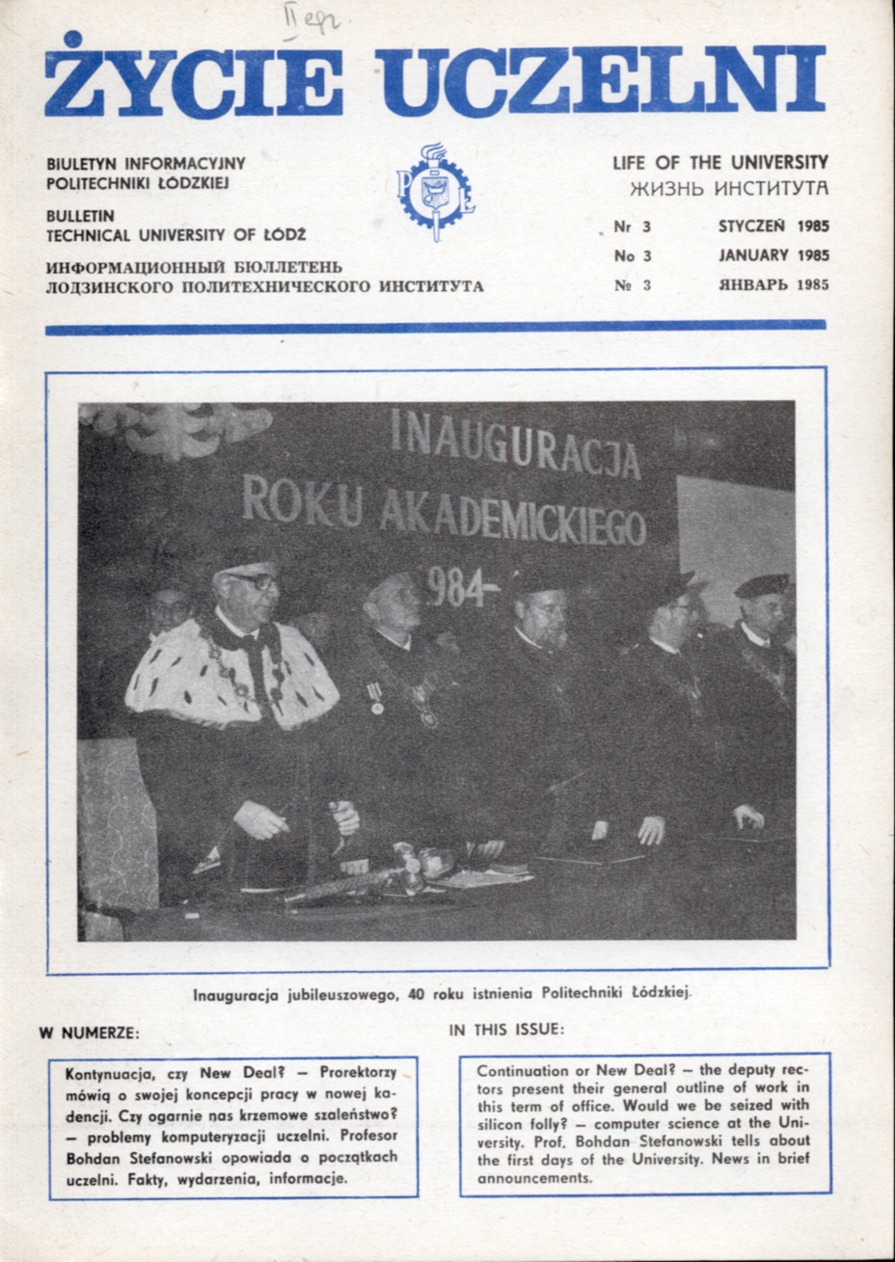 II egz.
ŻYCIE UCZELNI
BIULETYN INFORMACYJNY
POLITECHNIKI ŁÓDZKIEJ
BULLETIN
TECHNICAL UNIVERSITY OF ŁÓDŹ
ИНФОРМАЦИОННЫЙ БЮЛЛЕТЕНЬ
ЛОДЗИНСКОГО ПОЛИТЕХНИЧЕСКОГО ИНСТИТУТА
P Ł
LIFE OF THE UNIVERSITY
ЖИЗНЬ ИНСТИТУТА
Nr 3 STYCZEŃ 1985
No 3 JANUARY 1985
№ 3 ЯНВАРЬ 1985
INAUGURACJA
ROKU AKADEMICKIEGO
984-
Inauguracja jubileuszowego, 40 roku istnienia Politechniki Łódzkiej.
W NUMERZE:
Kontynuacja, czy New Deal? — Prorektorzy
mówią o swojej koncepcji pracy w nowej ka-
dencji. Czy ogarnie nas krzemowe szaleństwo?
— problemy komputeryzacji uczelni. Profesor
Bohdan Stefanowski opowiada o początkach
uczelni. Fakty, wydarzenia, informacje.
IN THIS ISSUE:
Continuation or New Deal? — the deputy rec-
tors present their general outline of work in
this term of office. Would we be seized with
silicon folly? — computer science at the Uni-
versity. Prof. Bohdan Stefanowski tells about
the first days of the University. News in brief
announcements.